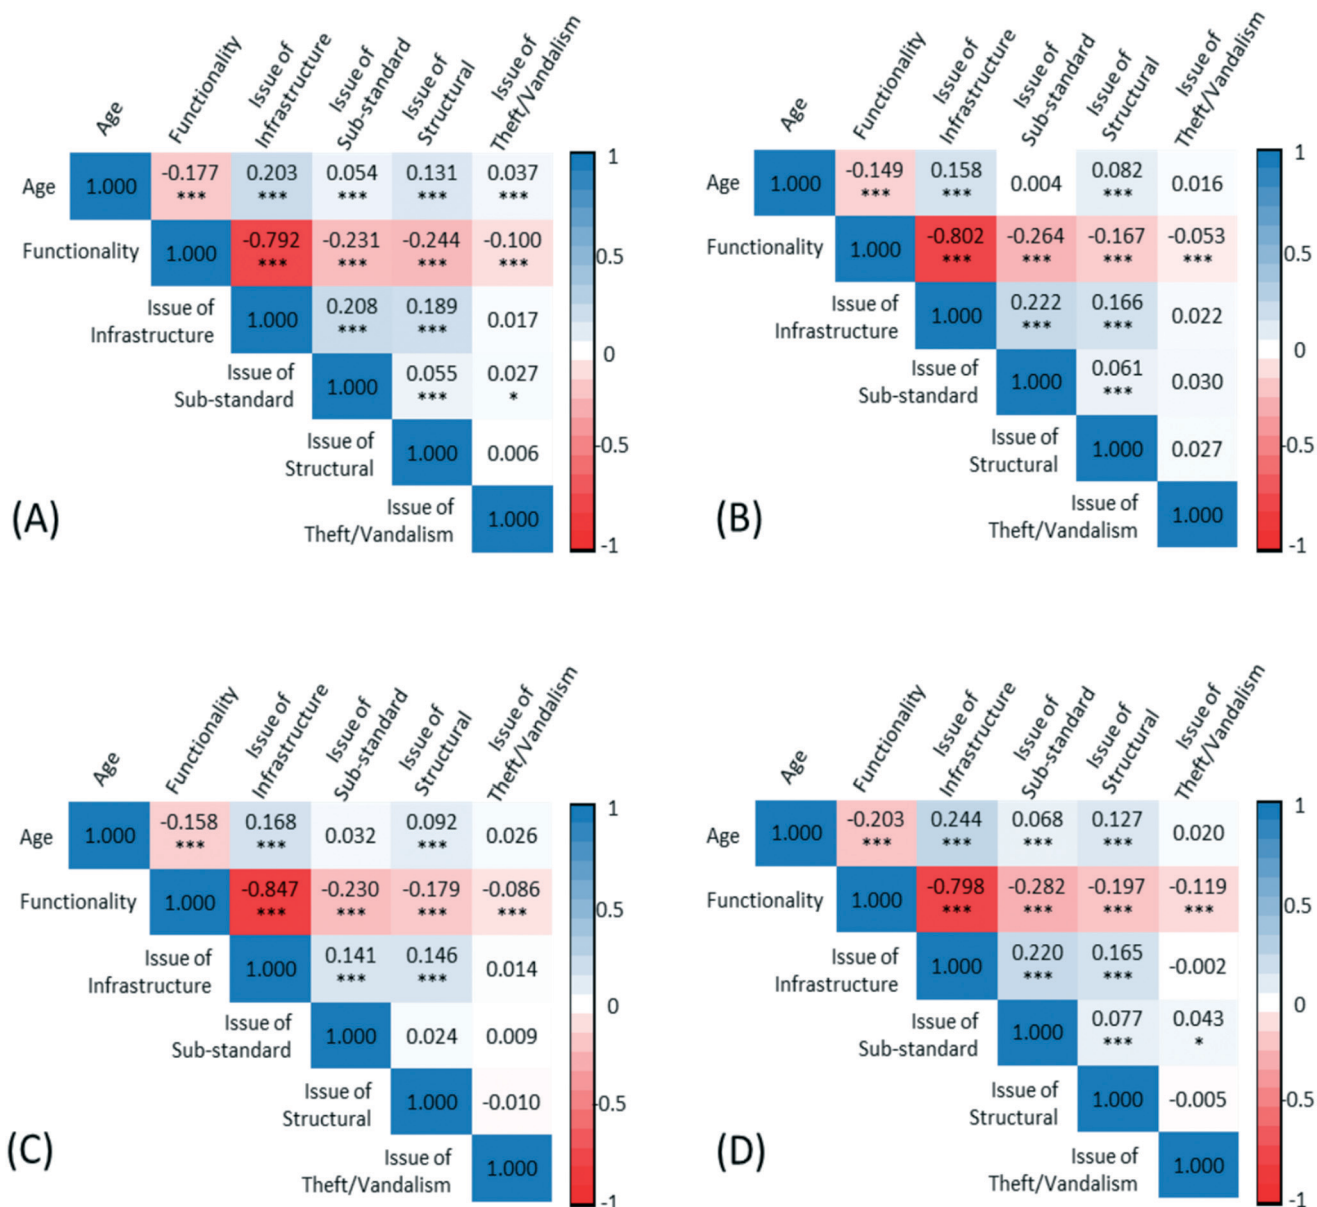 Age
Functionality
Issue of
Infrastructure
Issue of
Sub-standard
Issue of
Structural
Issue of
Theft/Vandalism
Age
1.000
-0.177
***
0.203
***
0.054
***
0.131
***
0.037
***
Functionality
1.000
-0.792
***
-0.231
***
-0.244
***
-0.100
***
Issue of
Infrastructure
1.000
0.208
***
0.189
***
0.017
Issue of
Sub-standard
1.000
0.055
***
0.027
*
Issue of
Structural
1.000
0.006
Issue of
Theft/Vandalism
1.000
1
0.5
0
-0.5
-1
(A)
Age
Functionality
Issue of
Infrastructure
Issue of
Sub-standard
Issue of
Structural
Issue of
Theft/Vandalism
Age
1.000
-0.149
***
0.158
***
0.004
0.082
***
0.016
Functionality
1.000
-0.802
***
-0.264
***
-0.167
***
-0.053
***
Issue of
Infrastructure
1.000
0.222
***
0.166
***
0.022
Issue of
Sub-standard
1.000
0.061
***
0.030
Issue of
Structural
1.000
0.027
Issue of
Theft/Vandalism
1.000
1
0.5
0
-0.5
-1
(B)
Age
Functionality
Issue of
Infrastructure
Issue of
Sub-standard
Issue of
Structural
Issue of
Theft/Vandalism
Age
1.000
-0.158
***
0.168
***
0.032
0.092
***
0.026
Functionality
1.000
-0.847
***
-0.230
***
-0.179
***
-0.086
***
Issue of
Infrastructure
1.000
0.141
***
0.146
***
0.014
Issue of
Sub-standard
1.000
0.024
0.009
Issue of
Structural
1.000
-0.010
Issue of
Theft/Vandalism
1.000
1
0.5
0
-0.5
-1
(C)
Age
Functionality
Issue of
Infrastructure
Issue of
Sub-standard
Issue of
Structural
Issue of
Theft/Vandalism
Age
1.000
-0.203
***
0.244
***
0.068
***
0.127
***
0.020
Functionality
1.000
-0.798
***
-0.282
***
-0.197
***
-0.119
***
Issue of
Infrastructure
1.000
0.220
***
0.165
***
-0.002
Issue of
Sub-standard
1.000
0.077
***
0.043
*
Issue of
Structural
1.000
-0.005
Issue of
Theft/Vandalism
1.000
1
0.5
0
-0.5
-1
(D)